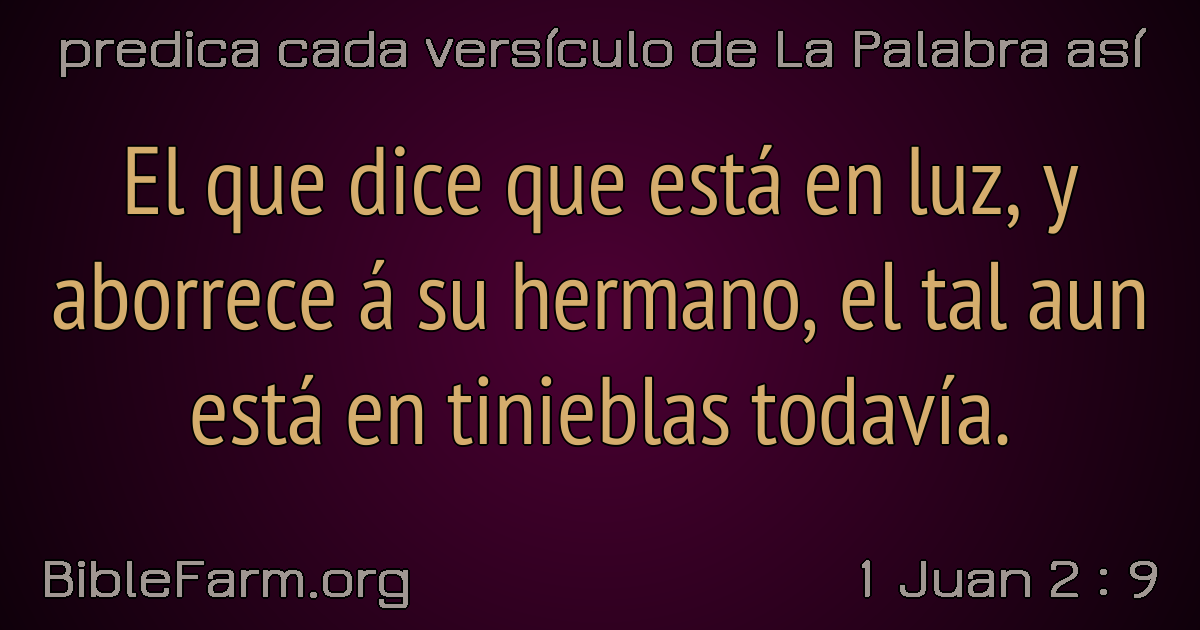 predica cada versículo de La Palabra así
El que dice que está en luz, y
aborrece á su hermano, el tal aun
está en tinieblas todavía.
BibleFarm.org
1 Juan 2 : 9